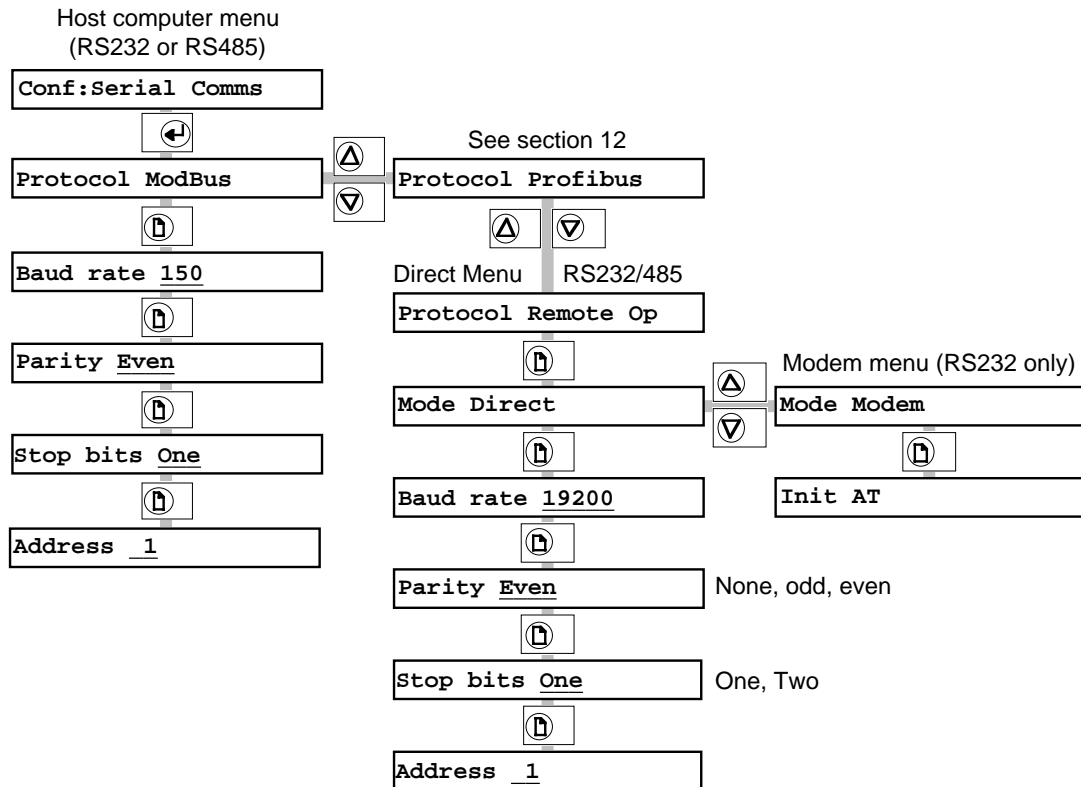 Host computer menu
(RS232 or RS485)
Conf:Serial Comms
Protocol ModBus
Baud rate 150
Parity Even
Stop bits One
Address _1
See section 12
Protocol Profibus
Direct Menu RS232/485
Protocol Remote Op
Mode Direct
Baud rate 19200
Parity Even
None, odd, even
Stop bits One
One, Two
Address _1
Modem menu (RS232 only)
Mode Modem
Init AT